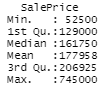 SalePrice
Min.   : 52500
1st Qu.:129000
Median :161750
Mean   :177958
3rd Qu.:206925
Max.   :745000